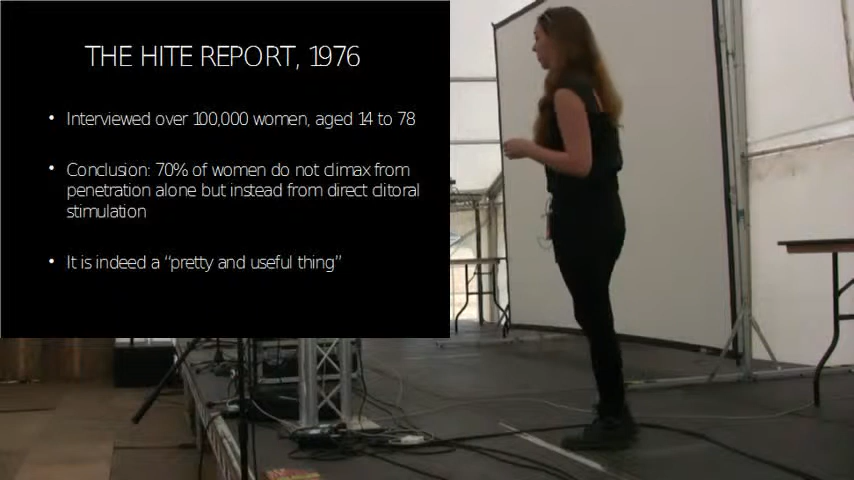 THE HITE REPORT, 1976
• Interviewed over 100,000 women, aged 14 to 78
• Conclusion: 70% of women do not climax from
penetration alone but instead from direct clitoral
stimulation
• It is indeed a “pretty and useful thing”